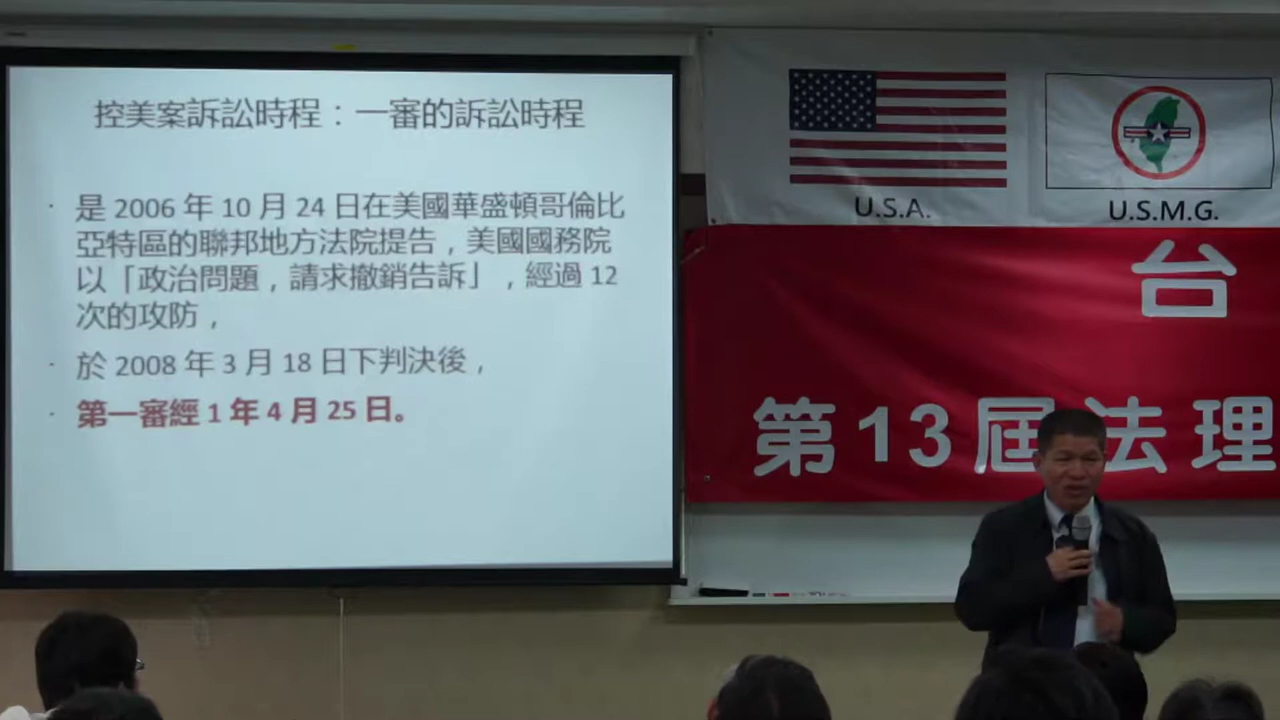 控美案訴訟時程：一審的訴訟時程
· 是 2006 年 10 月 24 日在美國華盛頓哥倫比
亞特區的聯邦地方法院提告，美國國務院
以「政治問題，請求撤銷告訴」，經過 12
次的攻防，
· 於 2008 年 3 月 18 日下判決後，
· 第一審經 1 年 4 月 25 日。
U.S.A.
U.S.M.G.
台
第13屆法理